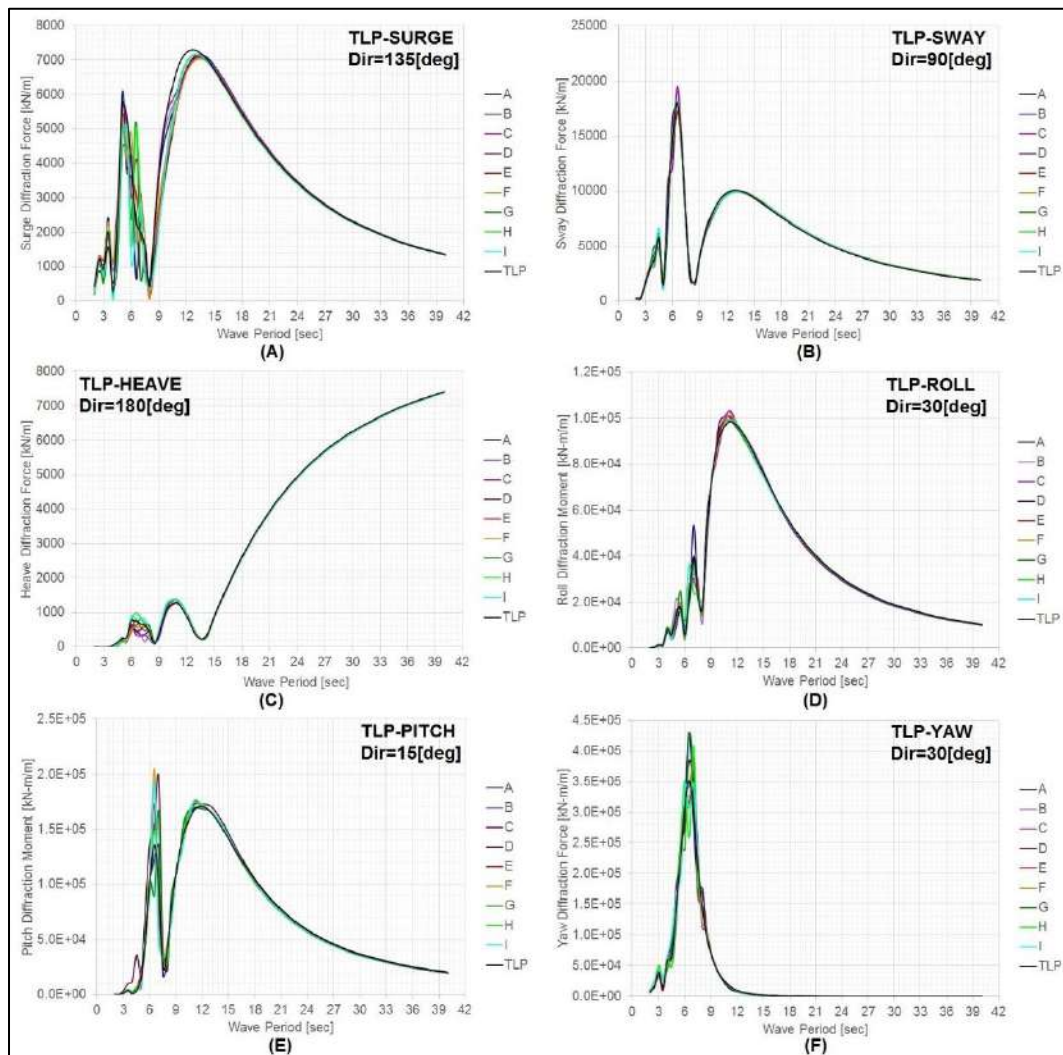 TLP-SURGE
Dir=135[deg]
Surge Diffraction Force [kN/m]
8000
7000
6000
5000
4000
3000
2000
1000
0
0 3 6 9 12 15 18 21 24 27 30 33 36 39 42
Wave Period [sec]
(A)
A
B
C
D
E
F
G
H
I
TLP
TLP-SWAY
Dir=90[deg]
Sway Diffraction Force [kN/m]
25000
20000
15000
10000
5000
0
0 3 6 9 12 15 18 21 24 27 30 33 36 39 42
Wave Period [sec]
(B)
A
B
C
D
E
F
G
H
I
TLP
TLP-HEAVE
Dir=180[deg]
Heave Diffraction Force [kN/m]
8000
7000
6000
5000
4000
3000
2000
1000
0
0 3 6 9 12 15 18 21 24 27 30 33 36 39 42
Wave Period [sec]
(C)
A
B
C
D
E
F
G
H
I
TLP
TLP-ROLL
Dir=30[deg]
Roll Diffraction Moment [kN-m/m]
1.2E+05
1.0E+05
8.0E+04
6.0E+04
4.0E+04
2.0E+04
0.0E+00
0 3 6 9 12 15 18 21 24 27 30 33 36 39 42
Wave Period [sec]
(D)
A
B
C
D
E
F
G
H
I
TLP
TLP-PITCH
Dir=15[deg]
Pitch Diffraction Moment [kN-m/m]
2.5E+05
2.0E+05
1.5E+05
1.0E+05
5.0E+04
0.0E+00
0 3 6 9 12 15 18 21 24 27 30 33 36 39 42
Wave Period [sec]
(E)
A
B
C
D
E
F
G
H
I
TLP
TLP-YAW
Dir=30[deg]
Yaw Diffraction Force [kN-m/m]
4.5E+05
4.0E+05
3.5E+05
3.0E+05
2.5E+05
2.0E+05
1.5E+05
1.0E+05
5.0E+04
0.0E+00
0 3 6 9 12 15 18 21 24 27 30 33 36 39 42
Wave Period [sec]
(F)
A
B
C
D
E
F
G
H
I
TLP